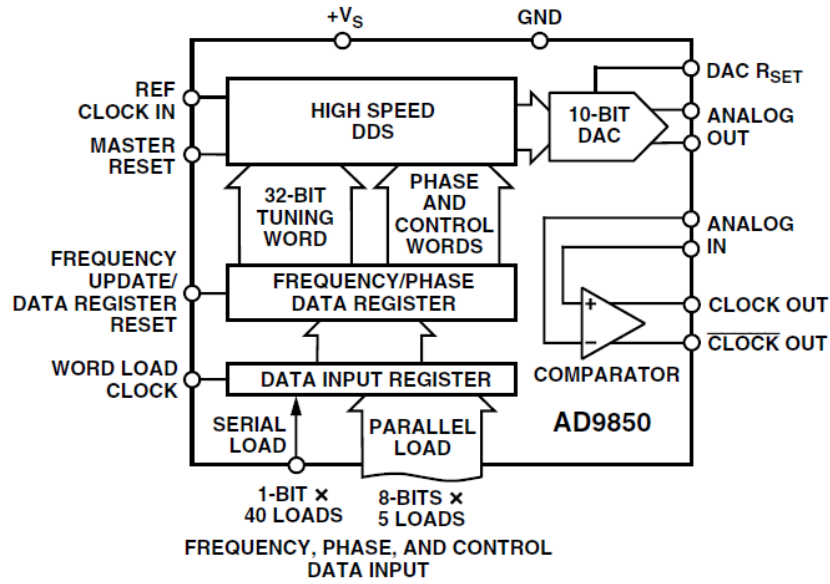 +VS
GND
REF
CLOCK IN
MASTER
RESET
HIGH SPEED
DDS
10-BIT
DAC
DAC RSET
ANALOG
OUT
32-BIT
TUNING
WORD
PHASE
AND
CONTROL
WORDS
ANALOG
IN
FREQUENCY
UPDATE/
DATA REGISTER
RESET
FREQUENCY/PHASE
DATA REGISTER
+
−
CLOCK OUT
CLOCK OUT
COMPARATOR
WORD LOAD
CLOCK
DATA INPUT REGISTER
SERIAL
LOAD
PARALLEL
LOAD
AD9850
1-BIT ×
40 LOADS
8-BITS ×
5 LOADS
FREQUENCY, PHASE, AND CONTROL
DATA INPUT